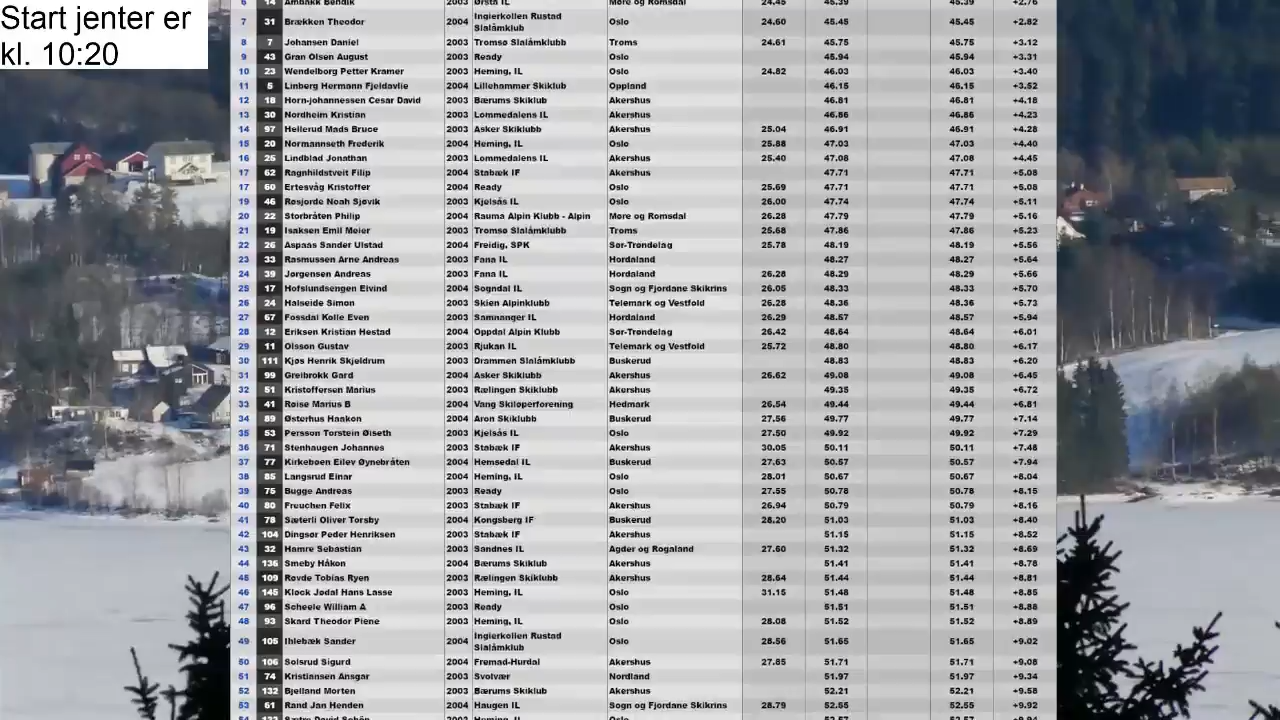 Start jenter er
kl. 10:20
6 14 Ambakk Bendik 2003 Ørsta IL Møre og Romsdal 24.45 45.39 45.39 +2.76
7 31 Brækken Theodor 2004 Ingierkollen Rustad Slalåmklubb Oslo 24.60 45.45 45.45 +2.82
8 7 Johansen Daniel 2003 Tromsø Slalåmklubb Troms 24.61 45.75 45.75 +3.12
9 43 Gran Olsen August 2003 Ready Oslo 45.94 45.94 +3.31
10 23 Wendelborg Petter Kramer 2003 Heming, IL Oslo 24.82 46.03 46.03 +3.40
11 5 Linberg Hermann Fjeldavlie 2004 Lillehammer Skiklub Oppland 46.15 46.15 +3.52
12 18 Horn-johannessen Cesar David 2003 Bærums Skiklub Akershus 46.81 46.81 +4.18
13 30 Nordheim Kristian 2003 Lommedalens IL Akershus 46.86 46.86 +4.23
14 97 Hellerud Mads Bruce 2003 Asker Skiklubb Akershus 25.04 46.91 46.91 +4.28
15 20 Normannseth Frederik 2004 Heming, IL Oslo 25.88 47.03 47.03 +4.40
16 25 Lindblad Jonathan 2003 Lommedalens IL Akershus 25.40 47.08 47.08 +4.45
17 62 Ragnhildstveit Filip 2004 Stabæk IF Akershus 47.71 47.71 +5.08
17 60 Ertesvåg Kristoffer 2004 Ready Oslo 25.69 47.71 47.71 +5.08
19 46 Røsjorde Noah Sjøvik 2003 Kjelsås IL Oslo 26.00 47.74 47.74 +5.11
20 22 Storbråten Philip 2004 Rauma Alpin Klubb - Alpin Møre og Romsdal 26.28 47.79 47.79 +5.16
21 19 Isaksen Emil Meier 2003 Tromsø Slalåmklubb Troms 25.68 47.86 47.86 +5.23
22 26 Aspaas Sander Ulstad 2004 Freidig, SPK Sør-Trøndelag 25.78 48.19 48.19 +5.56
23 33 Rasmussen Arne Andreas 2003 Fana IL Hordaland 48.27 48.27 +5.64
24 39 Jørgensen Andreas 2003 Fana IL Hordaland 26.28 48.29 48.29 +5.66
25 17 Hofslundsengen Eivind 2004 Sogndal IL Sogn og Fjordane Skikrins 26.05 48.33 48.33 +5.70
26 24 Halseide Simon 2003 Skien Alpinklubb Telemark og Vestfold 26.28 48.36 48.36 +5.73
27 67 Fossdal Kolle Even 2003 Samnanger IL Hordaland 26.29 48.57 48.57 +5.94
28 12 Eriksen Kristian Hestad 2004 Oppdal Alpin Klubb Sør-Trøndelag 26.42 48.64 48.64 +6.01
29 11 Olsson Gustav 2003 Rjukan IL Telemark og Vestfold 25.72 48.80 48.80 +6.17
30 111 Kjøs Henrik Skjeldrum 2003 Drammen Slalåmklubb Buskerud 48.83 48.83 +6.20
31 99 Greibrokk Gard 2004 Asker Skiklubb Akershus 26.62 49.08 49.08 +6.45
32 51 Kristoffersen Marius 2003 Rælingen Skiklubb Akershus 49.35 49.35 +6.72
33 41 Røise Marius B 2004 Vang Skiløperforening Hedmark 26.54 49.44 49.44 +6.81
34 89 Østerhus Haakon 2004 Aron Skiklubb Buskerud 27.56 49.77 49.77 +7.14
35 53 Persson Torstein Øiseth 2003 Kjelsås IL Oslo 27.50 49.92 49.92 +7.29
36 71 Stenhaugen Johannes 2003 Stabæk IF Akershus 30.05 50.11 50.11 +7.48
37 77 Kirkebøen Eilev Øynebråten 2004 Hemsedal IL Buskerud 27.63 50.57 50.57 +7.94
38 85 Langsrud Einar 2004 Heming, IL Oslo 28.01 50.67 50.67 +8.04
39 75 Bugge Andreas 2003 Ready Oslo 27.55 50.78 50.78 +8.15
40 80 Freuchen Felix 2003 Stabæk IF Akershus 26.94 50.79 50.79 +8.16
41 78 Sæterli Oliver Torsby 2004 Kongsberg IF Buskerud 28.20 51.03 51.03 +8.40
42 104 Dingsør Peder Henriksen 2003 Stabæk IF Akershus 51.15 51.15 +8.52
43 32 Hamre Sebastian 2003 Sandnes IL Agder og Rogaland 27.60 51.32 51.32 +8.69
44 136 Smeby Håkon 2004 Bærums Skiklub Akershus 51.41 51.41 +8.78
45 109 Røvde Tobias Ryen 2003 Rælingen Skiklubb Akershus 28.64 51.44 51.44 +8.81
46 145 Kløck Jødal Hans Lasse 2003 Heming, IL Oslo 31.15 51.48 51.48 +8.85
47 96 Scheele William A 2003 Ready Oslo 51.51 51.51 +8.88
48 93 Skard Theodor Piene 2003 Heming, IL Oslo 28.08 51.52 51.52 +8.89
49 105 Ihlebæk Sander 2004 Ingierkollen Rustad Slalåmklubb Oslo 28.56 51.65 51.65 +9.02
50 106 Solsrud Sigurd 2004 Fremad-Hurdal Akershus 27.85 51.71 51.71 +9.08
51 74 Kristiansen Ansgar 2003 Svolvær Nordland 51.97 51.97 +9.34
52 132 Bjelland Morten 2003 Bærums Skiklub Akershus 52.21 52.21 +9.58
53 61 Rand Jan Henden 2003 Haugen IL Sogn og Fjordane Skikrins 28.79 52.55 52.55 +9.92